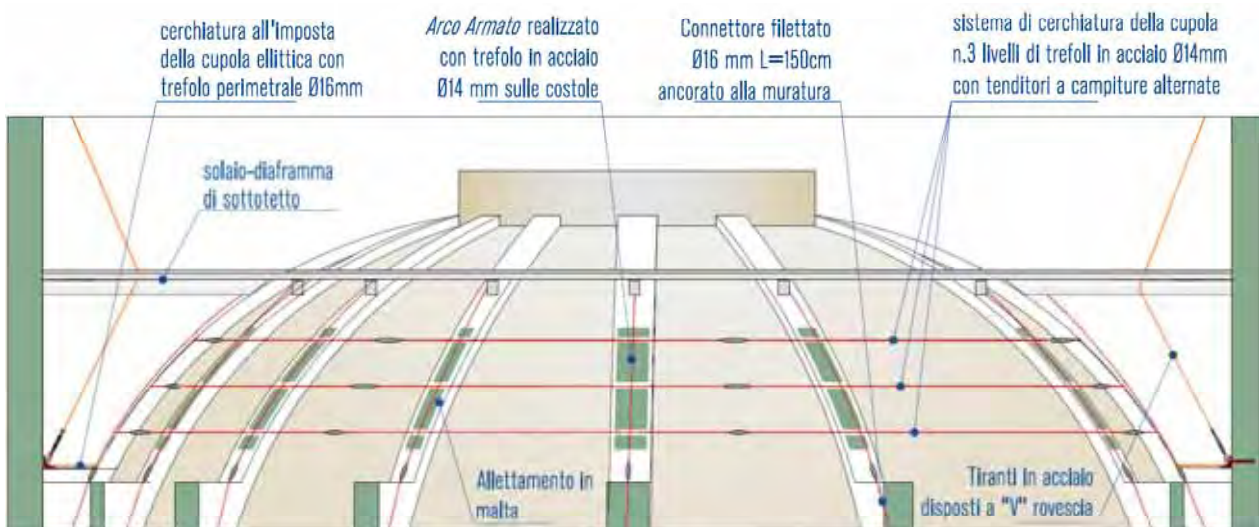 cerchiatura all'imposta
della cupola ellittica con
trefolo perimetrale Ø16mm
Arco Armato realizzato
con trefolo in acciaio
Ø14 mm sulle costole
Connettore filettato
Ø16 mm L=150cm
ancorato alla muratura
sistema di cerchiatura della cupola
n.3 livelli di trefoli in acciaio Ø14mm
con tenditori a campiture alternate
solaio-diaframma
di sottotetto
Allettamento in
malta
Tiranti in acciaio
disposti a "V" rovescia